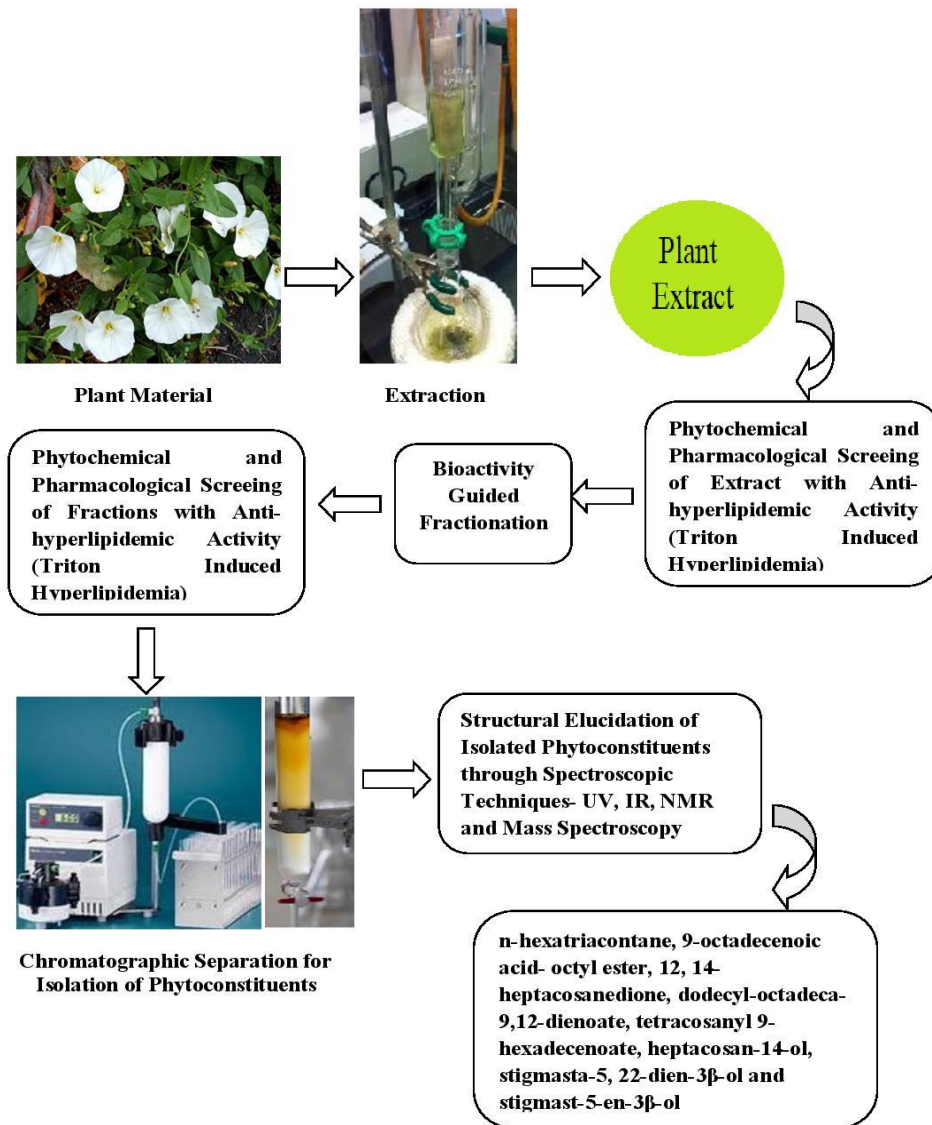 Plant
Extract
Plant Material
Extraction
Phytochemical and
Pharmacological Screeing
of Extract with Anti-
hyperlipidemic Activity
(Triton Induced
Hyperlipidemia)
Bioactivity
Guided
Fractionation
Phytochemical and
Pharmacological Screeing
of Fractions with Anti-
hyperlipidemic Activity
(Triton Induced
Hyperlipidemia)
Chromatographic Separation for
Isolation of Phytoconstituents
Structural Elucidation of
Isolated Phytoconstituents
through Spectroscopic
Techniques- UV, IR, NMR
and Mass Spectroscopy
n-hexatriacontane, 9-octadecenoic
acid- octyl ester, 12, 14-
heptacosanedione, dodecyl-octadeca-
9,12-dienoate, tetracosanyl 9-
hexadecenoate, heptacosan-14-ol,
stigmasta-5, 22-dien-3β-ol and
stigmast-5-en-3β-ol